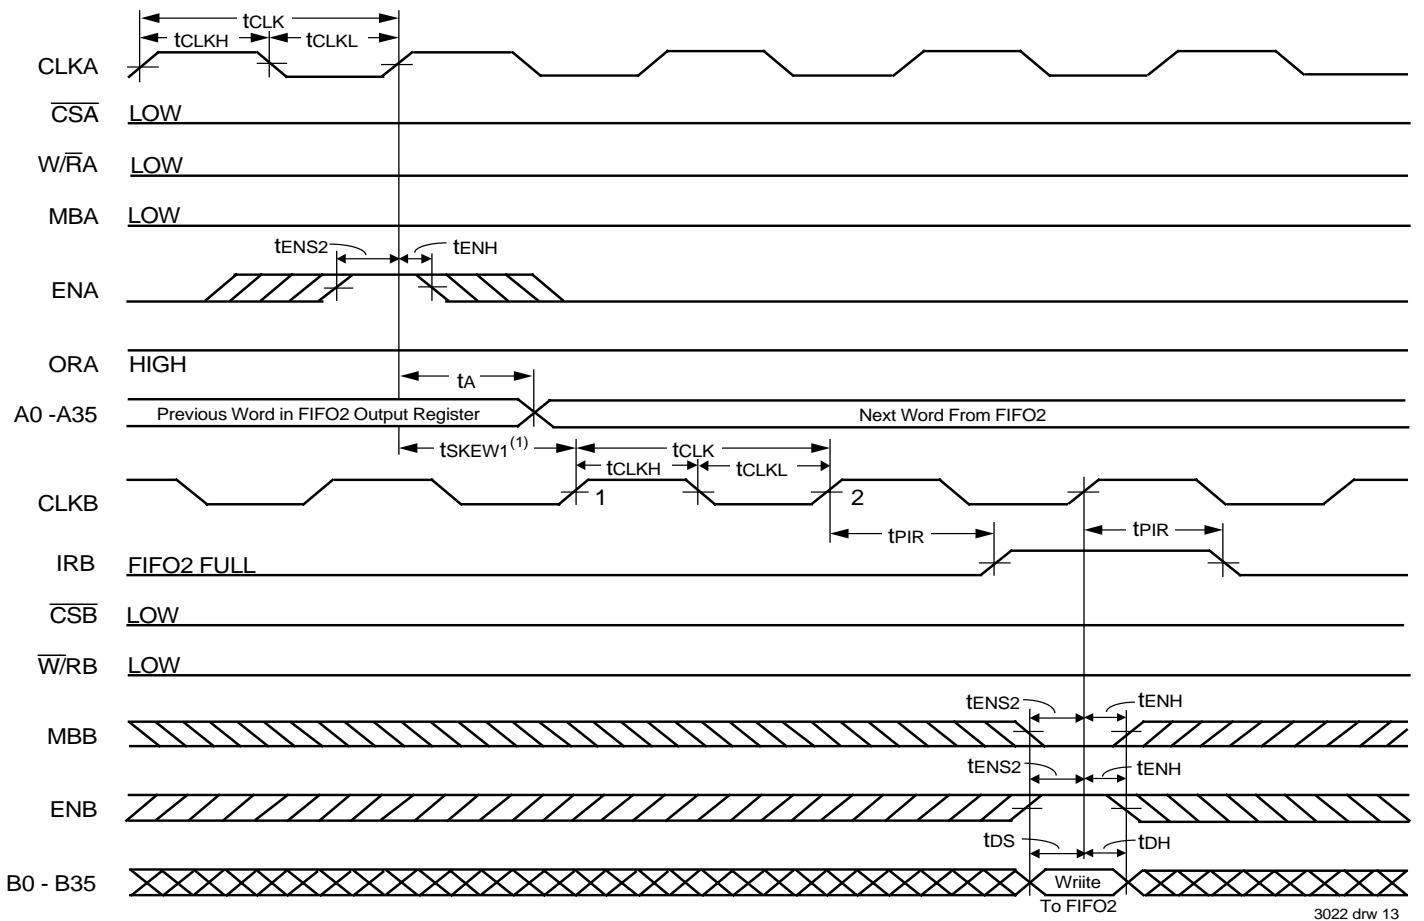 tCLK
tCLKH
tCLKL
CLKA
CSA
LOW
W/RA
LOW
MBA
LOW
tENS2
tENH
ENA
ORA
HIGH
tA
A0 -A35
Previous Word in FIFO2 Output Register
Next Word From FIFO2
tSKEW1(1)
tCLK
tCLKH
tCLKL
CLKB
1
2
tPIR
tPIR
IRB
FIFO2 FULL
CSB
LOW
W/RB
LOW
tENS2
tENH
MBB
tENS2
tENH
ENB
tDS
tDH
B0 - B35
Wriite
To FIFO2
3022 drw 13